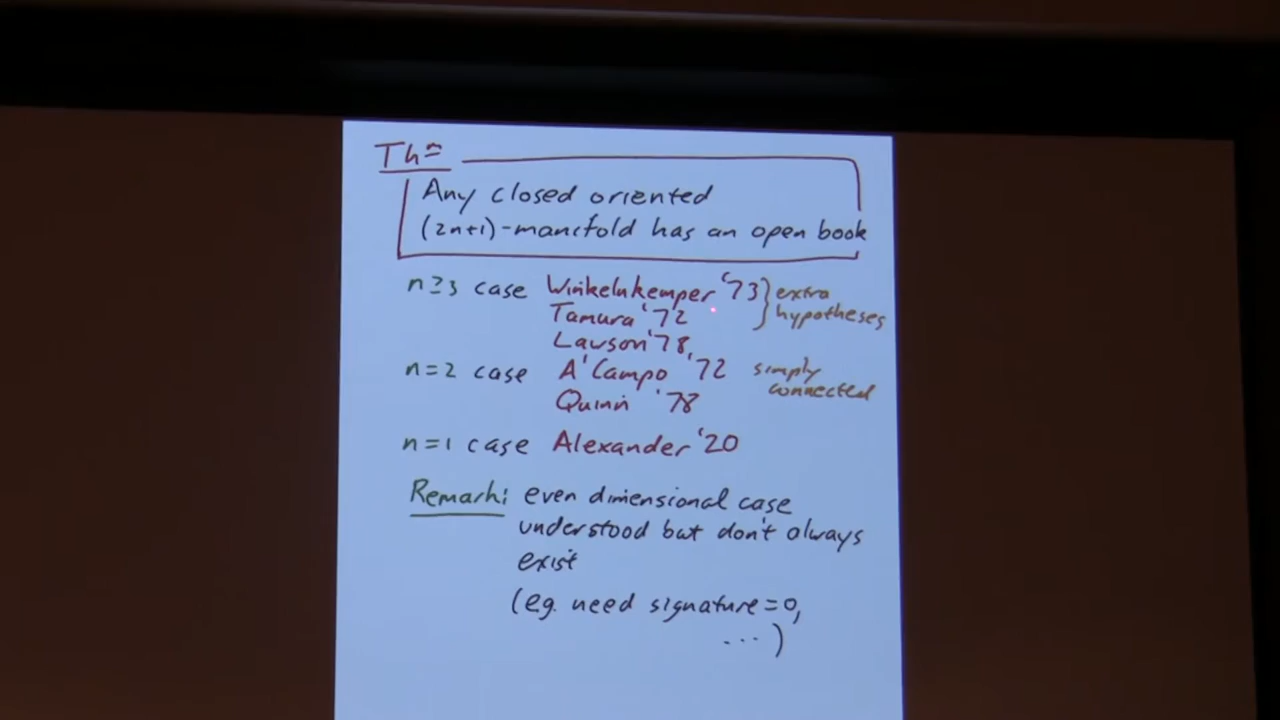 Thm
Any closed oriented
(2n+1)-manifold has an open book
n≥3 case Winkelnkemper '73 } extra
Tamura '72 hypotheses
Lawson '78,
n=2 case A'Campo '72 simply
Quinn '78 connected
n=1 case Alexander '20
Remark: even dimensional case
understood but don't always
exist
(eg. need signature=0,
...)